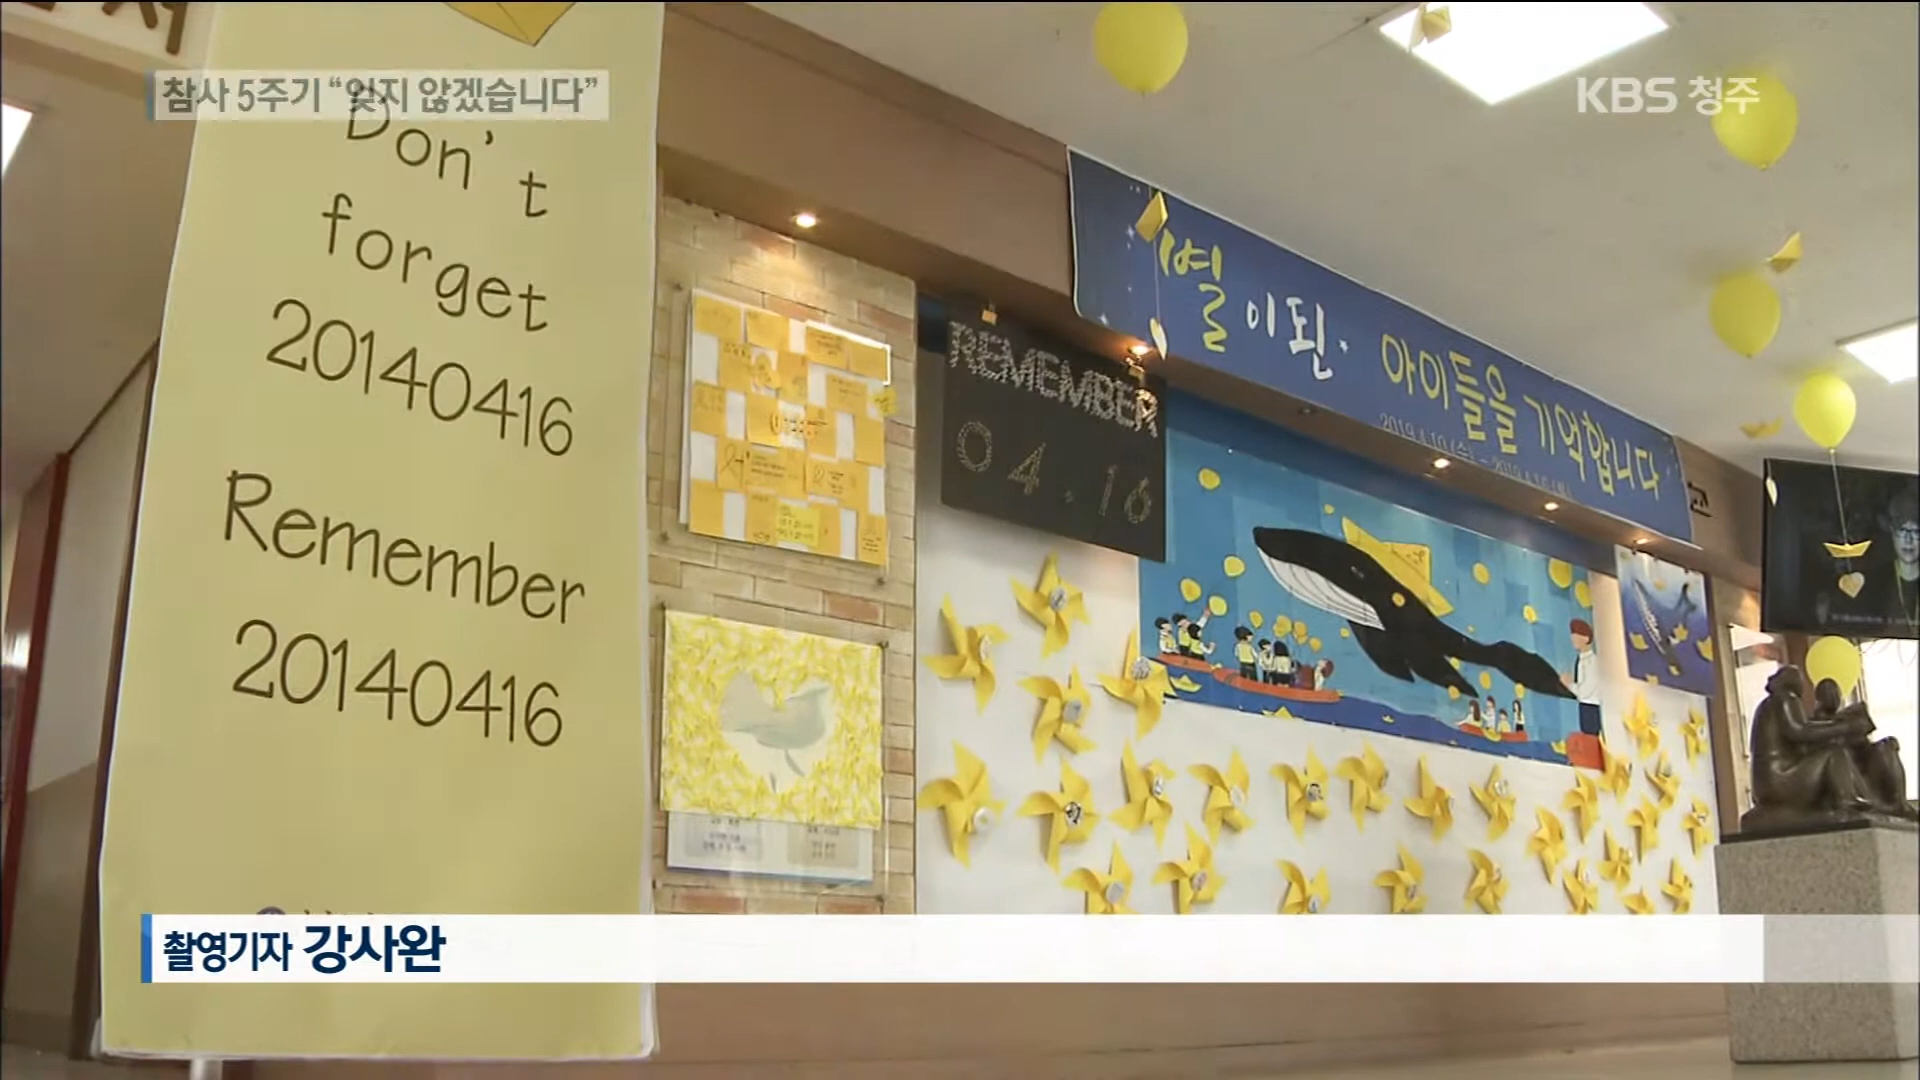 참사 5주기 “잊지 않겠습니다”
KBS 청주
Don't
forget
20140416
Remember
20140416
REMEMBER
04.16
별이된 아이들을 기억합니다
촬영기자 강사완